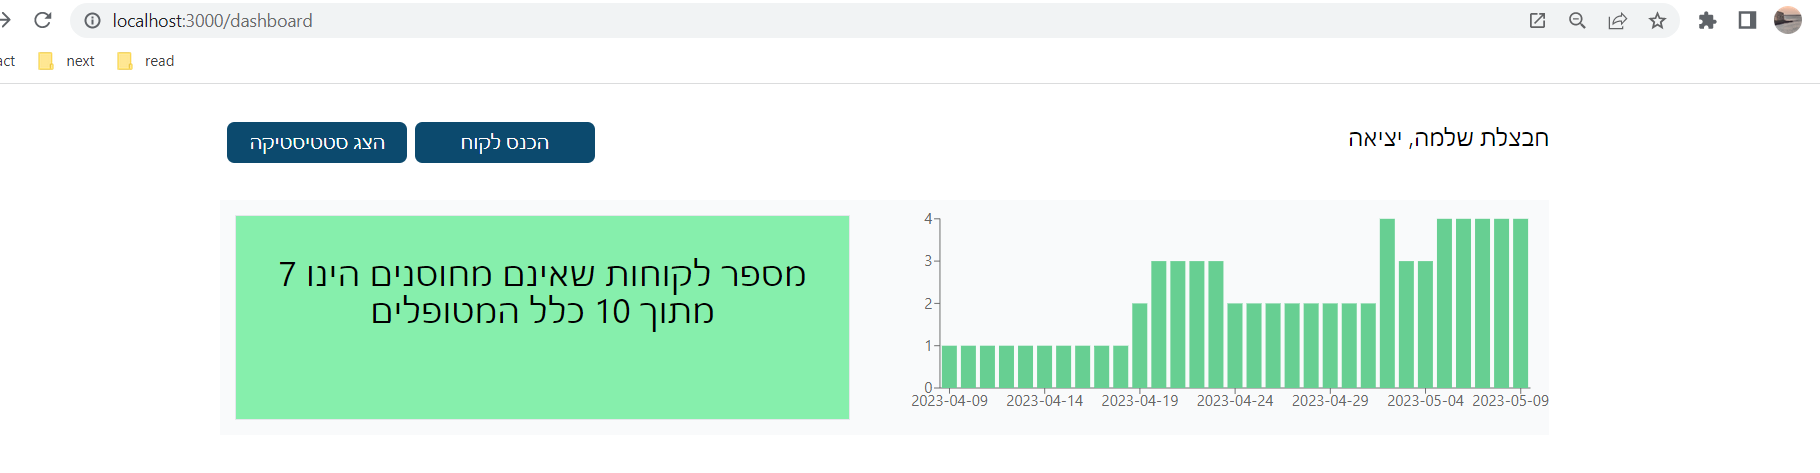 localhost:3000/dashboard
act next read
חבצלת שלמה, יציאה
הכנס לקוח
הצג סטטיסטיקה
מספר לקוחות שאינם מחוסנים הינו 7
מתוך 10 כלל המטופלים
4
3
2
1
0
2023-04-09 2023-04-14 2023-04-19 2023-04-24 2023-04-29 2023-05-04 2023-05-09